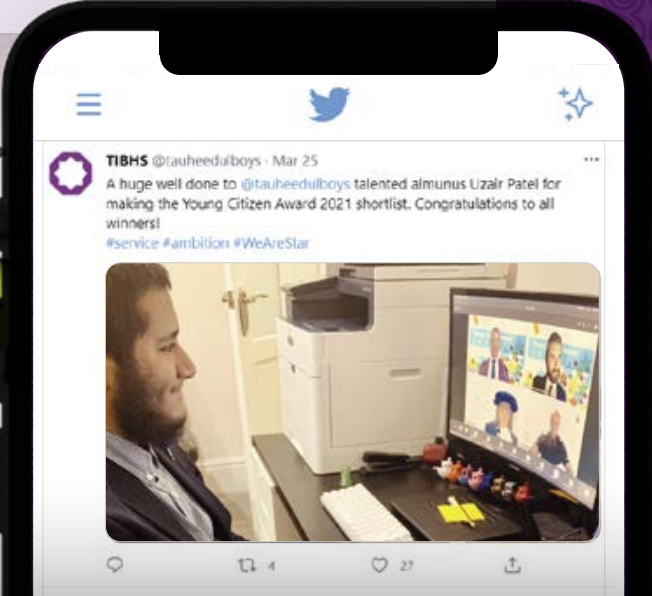 TIBHS @tauheedulboys · Mar 25
A huge well done to @tauheedulboys talented almunus Uzair Patel for
making the Young Citizen Award 2021 shortlist. Congratulations to all
winners!
#service #ambition #WeAreStar
4 27